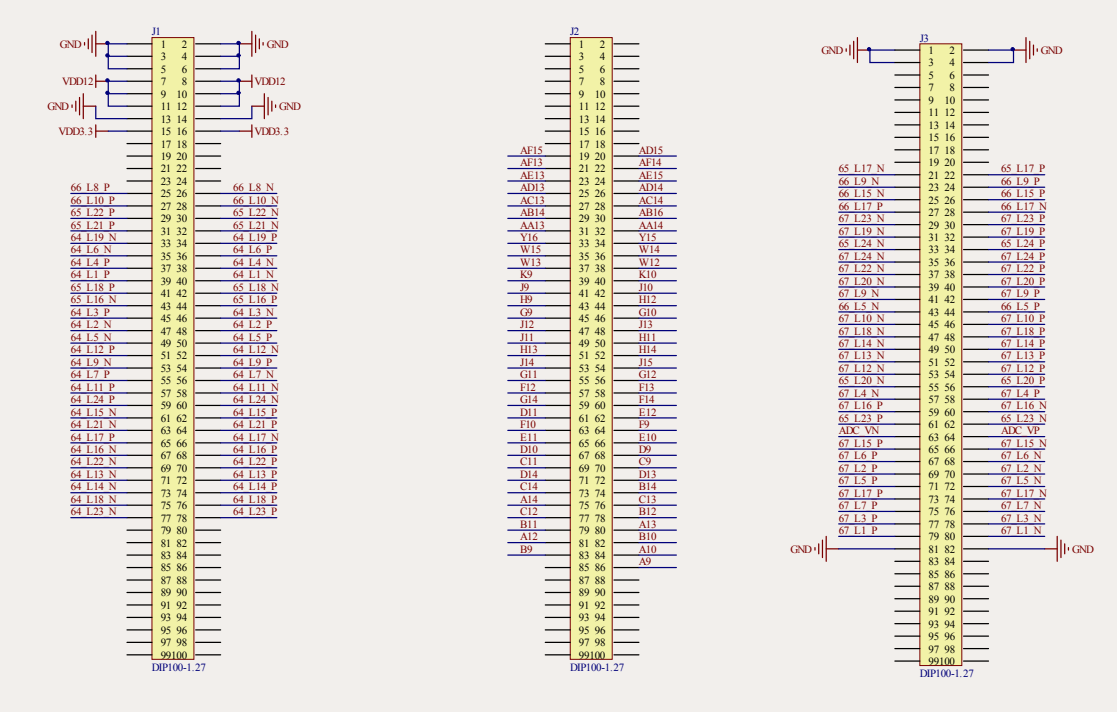 J1
GND 1 2 GND
3 4
5 6
VDD12 7 8 VDD12
9 10
GND 11 12 GND
13 14
VDD3.3 15 16 VDD3.3
17 18
19 20
21 22
23 24
66_L8_P 25 26 66_L8_N
66_L10_P 27 28 66_L10_N
65_L22_P 29 30 65_L22_N
65_L21_P 31 32 65_L21_N
64_L19_N 33 34 64_L19_P
64_L6_N 35 36 64_L6_P
64_L4_P 37 38 64_L4_N
64_L1_P 39 40 64_L1_N
65_L18_P 41 42 65_L18_N
65_L16_N 43 44 65_L16_P
64_L3_P 45 46 64_L3_N
64_L2_N 47 48 64_L2_P
64_L5_N 49 50 64_L5_P
64_L12_P 51 52 64_L12_N
64_L9_N 53 54 64_L9_P
64_L7_P 55 56 64_L7_N
64_L11_P 57 58 64_L11_N
64_L24_P 59 60 64_L24_N
64_L15_N 61 62 64_L15_P
64_L21_P 63 64 64_L21_N
64_L17_P 65 66 64_L17_N
64_L16_N 67 68 64_L16_P
64_L22_N 69 70 64_L22_P
64_L13_N 71 72 64_L13_P
64_L14_N 73 74 64_L14_P
64_L18_N 75 76 64_L18_P
64_L23_N 77 78 64_L23_P
79 80
81 82
83 84
85 86
87 88
89 90
91 92
93 94
95 96
97 98
99100
DIP100-1.27
J2
1 2
3 4
5 6
7 8
9 10
11 12
13 14
15 16
17 18
AF15 19 20 AD15
AF13 21 22 AF14
AE13 23 24 AE15
AD13 25 26 AD14
AC13 27 28 AC14
AB14 29 30 AB16
AA13 31 32 AA14
Y16 33 34 Y15
W15 35 36 W14
W13 37 38 W12
K9 39 40 K10
J9 41 42 J10
H9 43 44 H12
G9 45 46 G10
J12 47 48 J13
J11 49 50 H11
H13 51 52 H14
J14 53 54 J15
G11 55 56 G12
F12 57 58 F13
G14 59 60 F14
D11 61 62 E12
F10 63 64 F9
E11 65 66 E10
D10 67 68 D9
C11 69 70 C9
D14 71 72 D13
C14 73 74 B14
A14 75 76 C13
C12 77 78 B12
B11 79 80 A13
A12 81 82 B10
B9 83 84 A10
85 86 A9
87 88
89 90
91 92
93 94
95 96
97 98
99100
DIP100-1.27
J3
GND 1 2 GND
3 4
5 6
7 8
9 10
11 12
13 14
15 16
17 18
19 20
65_L17_N 21 22 65_L17_P
66_L9_N 23 24 66_L9_P
66_L15_N 25 26 66_L15_P
66_L17_P 27 28 66_L17_N
67_L23_N 29 30 67_L23_P
67_L19_N 31 32 67_L19_P
65_L24_N 33 34 65_L24_P
67_L24_N 35 36 67_L24_P
67_L22_N 37 38 67_L22_P
67_L20_N 39 40 67_L20_P
67_L9_N 41 42 67_L9_P
66_L5_N 43 44 66_L5_P
67_L10_N 45 46 67_L10_P
67_L18_N 47 48 67_L18_P
67_L14_N 49 50 67_L14_P
67_L13_N 51 52 67_L13_P
67_L12_N 53 54 67_L12_P
65_L20_N 55 56 65_L20_P
67_L4_N 57 58 67_L4_P
67_L16_P 59 60 67_L16_N
65_L23_P 61 62 65_L23_N
ADC_VN 63 64 ADC_VP
67_L15_P 65 66 67_L15_N
67_L6_P 67 68 67_L6_N
67_L2_P 69 70 67_L2_N
67_L5_P 71 72 67_L5_N
67_L17_P 73 74 67_L17_N
67_L7_P 75 76 67_L7_N
67_L3_P 77 78 67_L3_N
67_L1_P 79 80 67_L1_N
GND 81 82 GND
83 84
85 86
87 88
89 90
91 92
93 94
95 96
97 98
99100
DIP100-1.27